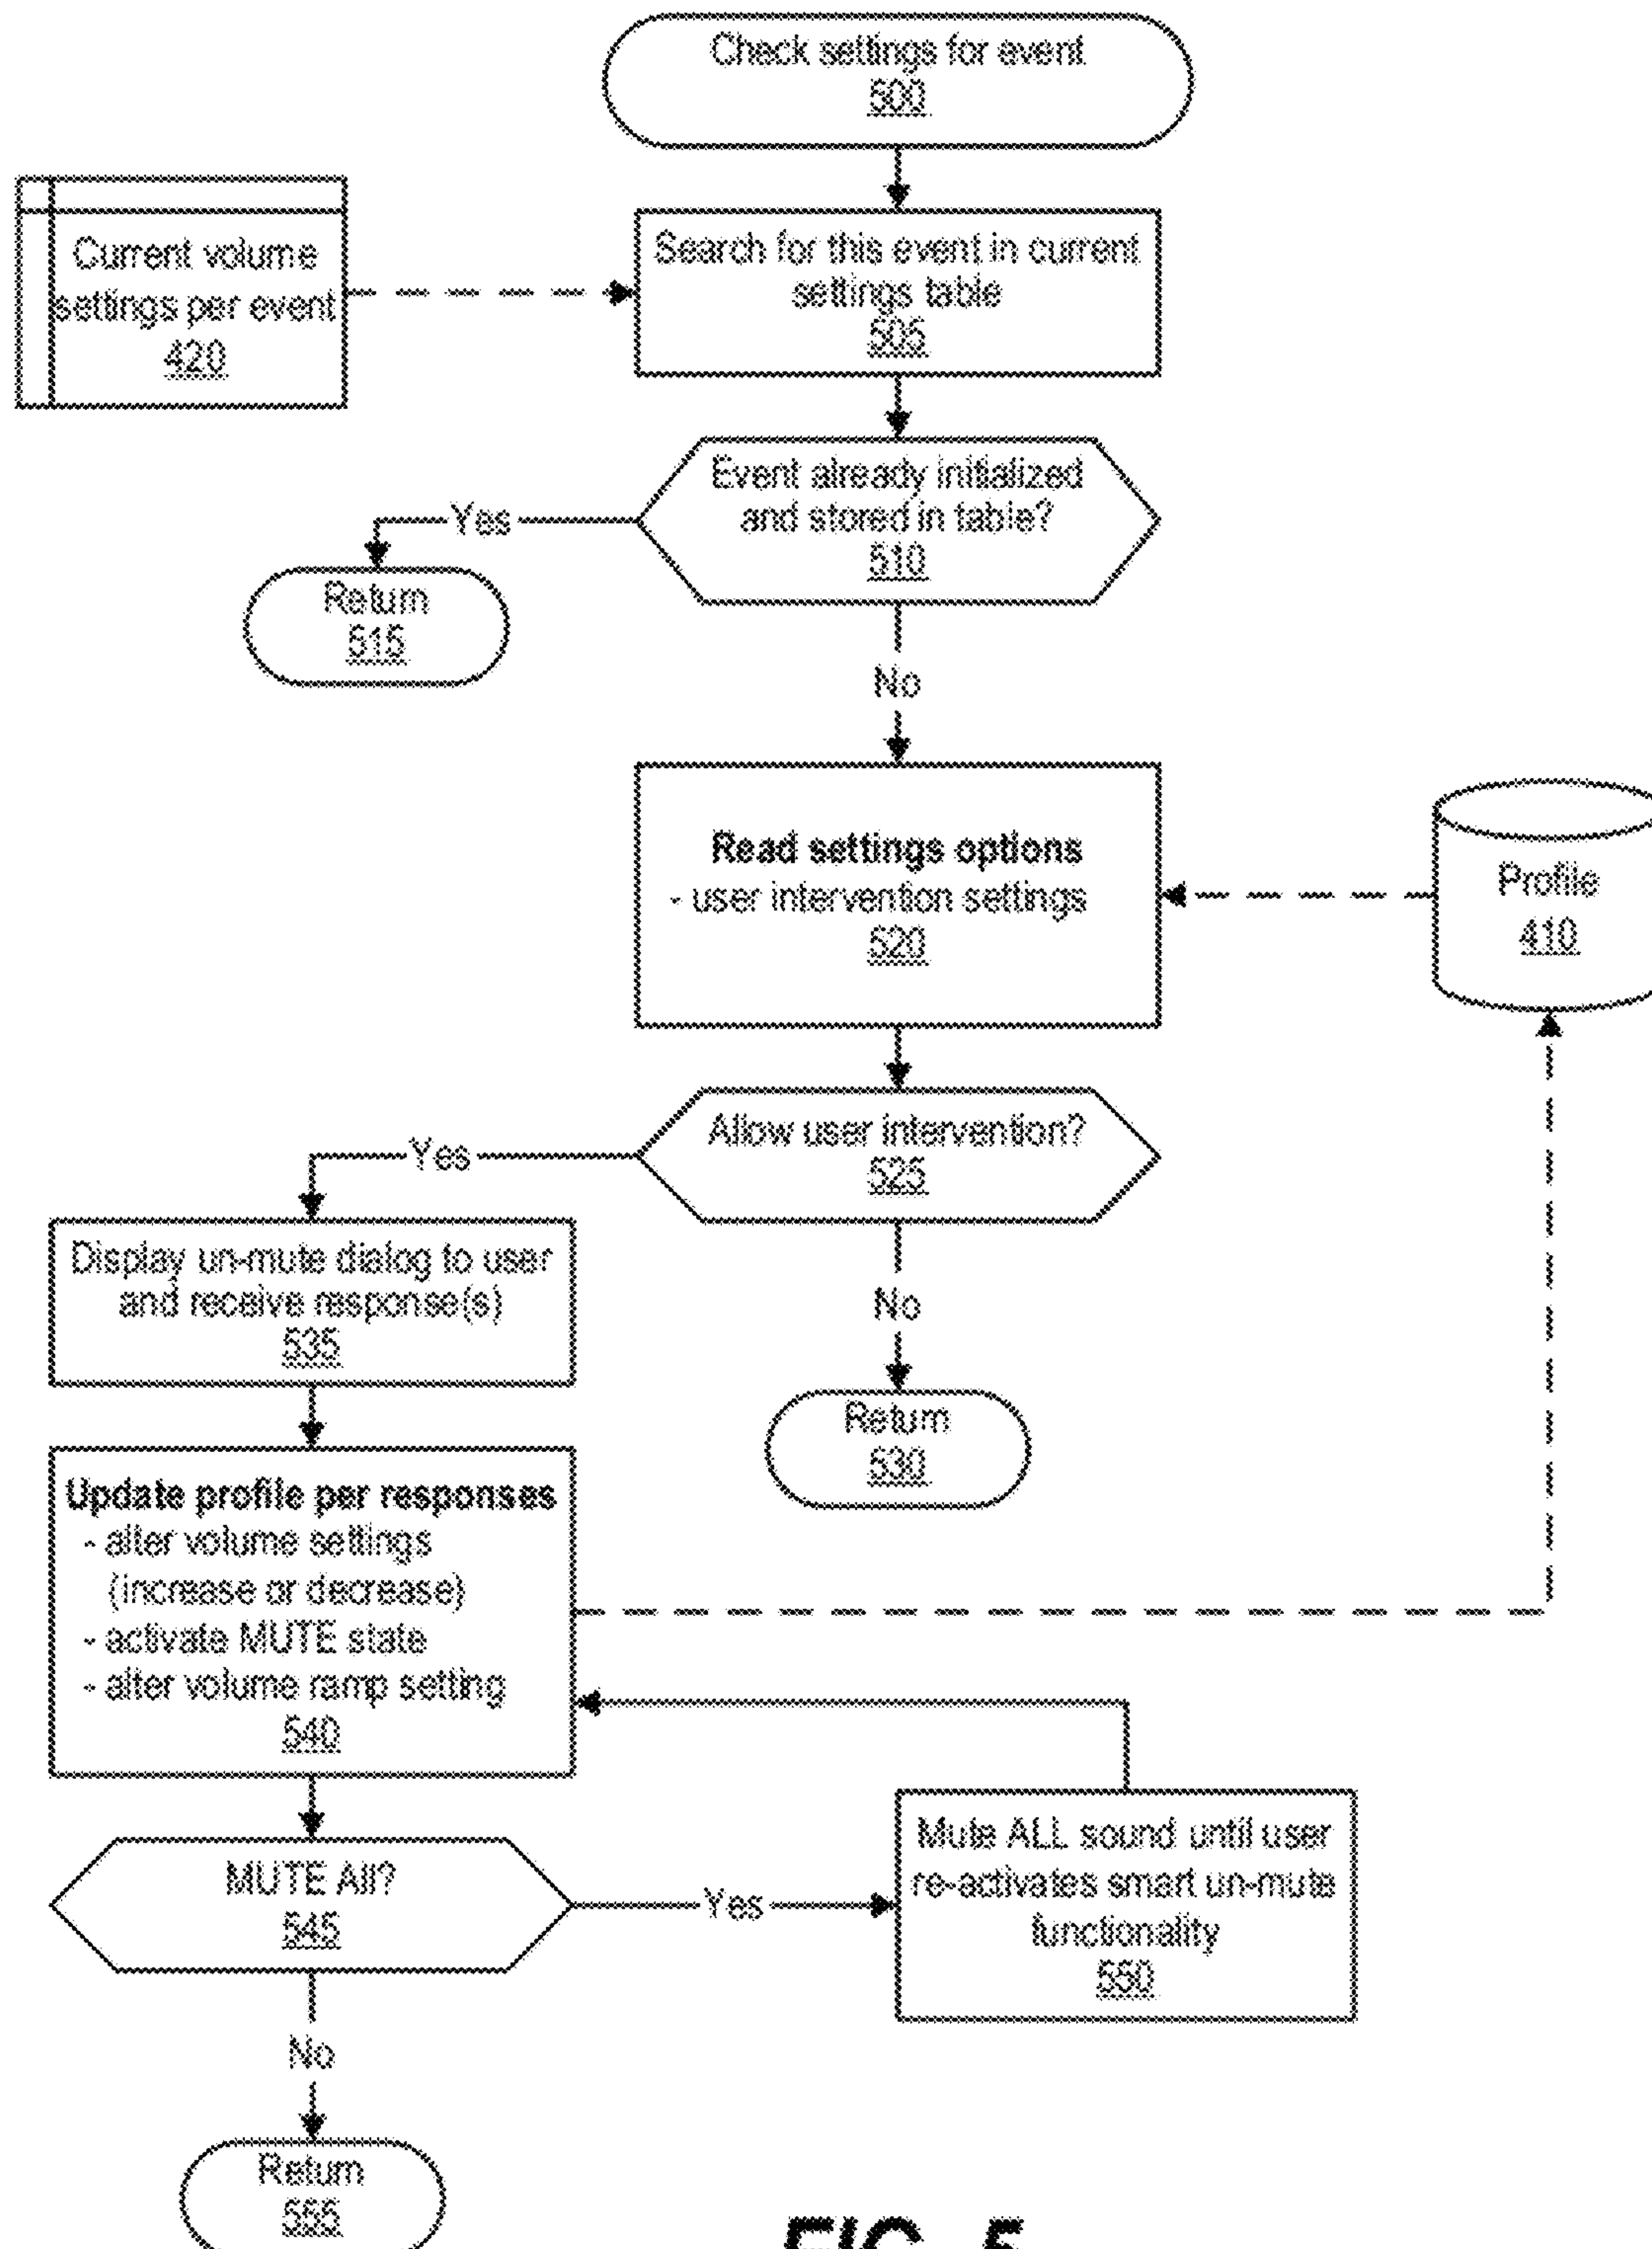 Check settings for event
500
Current volume
settings per event
420
Search for this event in current
settings table
505
Event already initialized
and stored in table?
510
Yes
Return
515
No
Read settings options
- user intervention settings
520
Profile
410
Allow user intervention?
525
Yes
Display un-mute dialog to user
and receive response(s)
535
No
Return
530
Update profile per responses
- alter volume settings
(increase or decrease)
- activate MUTE state
- alter volume ramp setting
540
MUTE All?
545
Yes
Mute ALL sound until user
re-activates smart un-mute
functionality
550
No
Return
555
FIG. 5